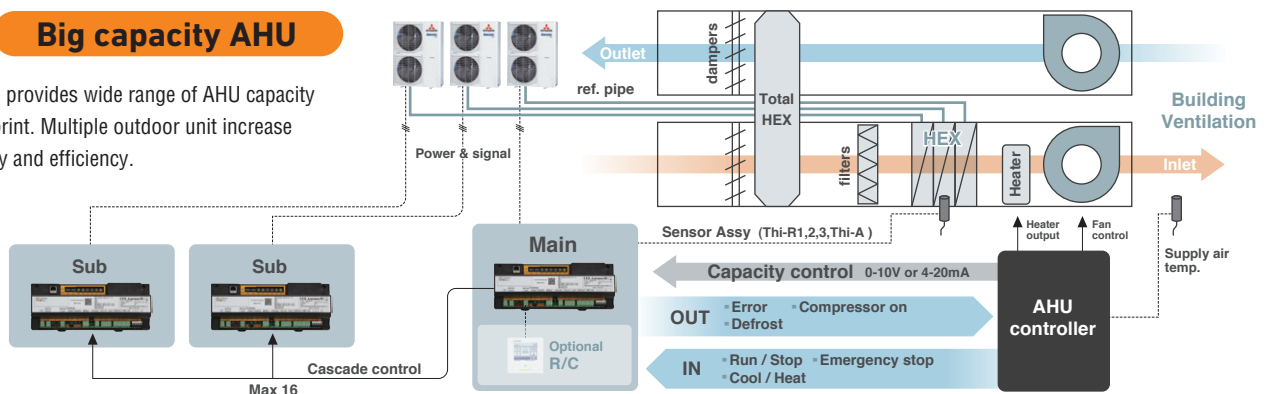 Big capacity AHU
provides wide range of AHU capacity
print. Multiple outdoor unit increase
y and efficiency.
Outlet
dampers
ref. pipe
Total
HEX
Building
Ventilation
Power & signal
filters
HEX
Heater
Inlet
Sub
Sub
Main
Sensor Assy (Thi-R1,2,3,Thi-A )
Heater
output
Fan
control
Supply air
temp.
Capacity control 0-10V or 4-20mA
OUT
Error
Compressor on
Defrost
AHU
controller
Optional
R/C
IN
Run / Stop
Emergency stop
Cool / Heat
Cascade control
Max 16